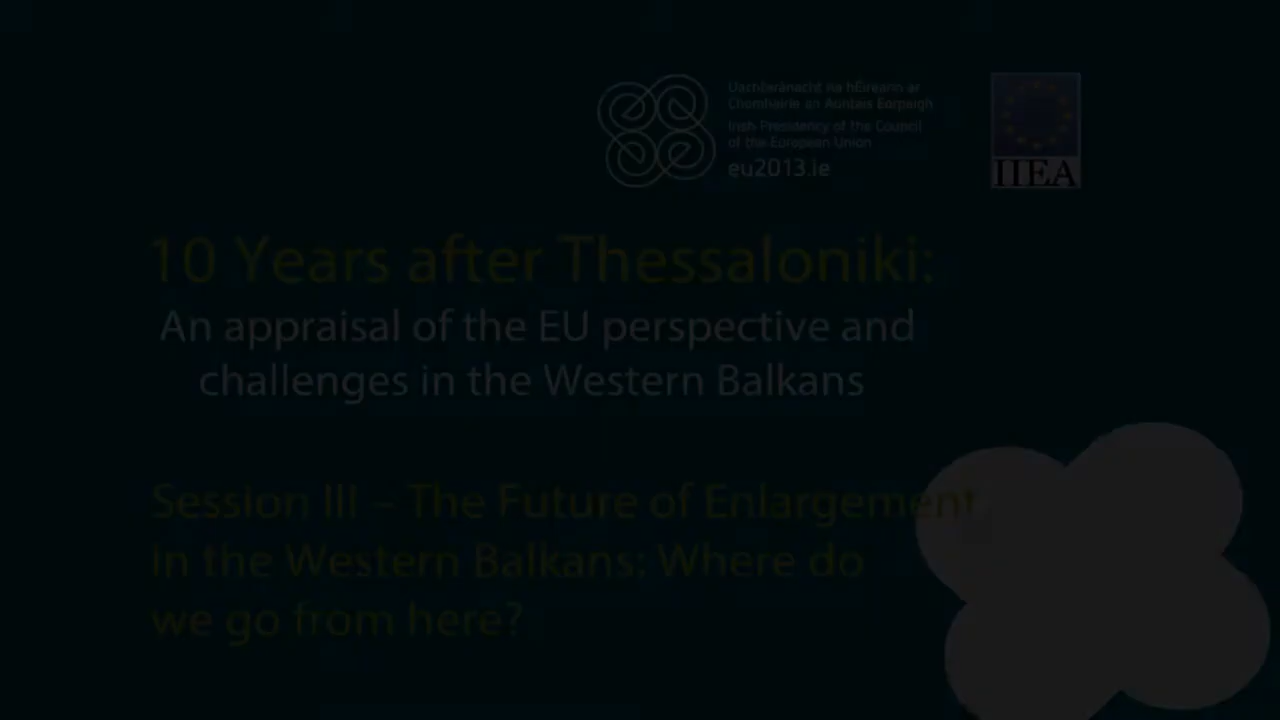 Uachtaránacht na hÉireann ar
Chomhairle an Aontais Eorpaigh
Irish Presidency of the Council
of the European Union
eu2013.ie
IIEA
10 Years after Thessaloniki:
An appraisal of the EU perspective and
challenges in the Western Balkans
Session III – The Future of Enlargement
in the Western Balkans: Where do
we go from here?